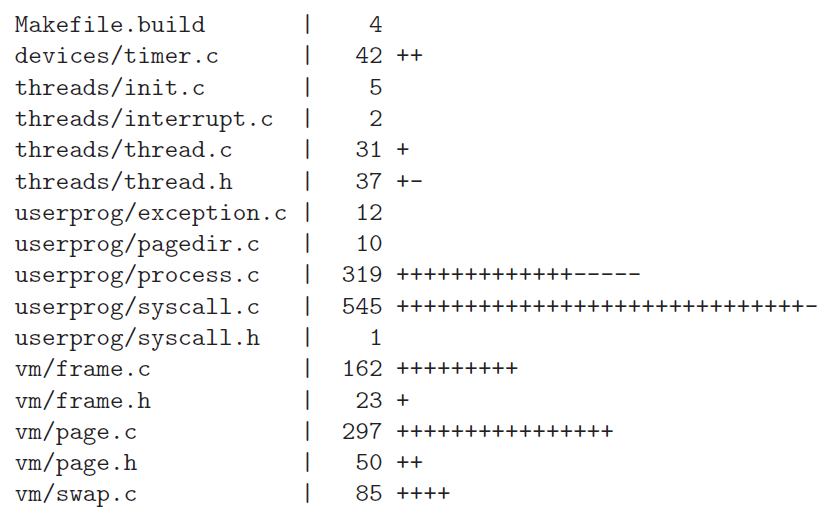 Makefile.build       |    4
devices/timer.c      |   42 ++
threads/init.c       |    5
threads/interrupt.c  |    2
threads/thread.c     |   31 +
threads/thread.h     |   37 +-
userprog/exception.c |   12
userprog/pagedir.c   |   10
userprog/process.c   |  319 +++++++++++++-----
userprog/syscall.c   |  545 ++++++++++++++++++++++++++++++-
userprog/syscall.h   |    1
vm/frame.c           |  162 +++++++++
vm/frame.h           |   23 +
vm/page.c            |  297 ++++++++++++++++
vm/page.h            |   50 ++
vm/swap.c            |   85 ++++